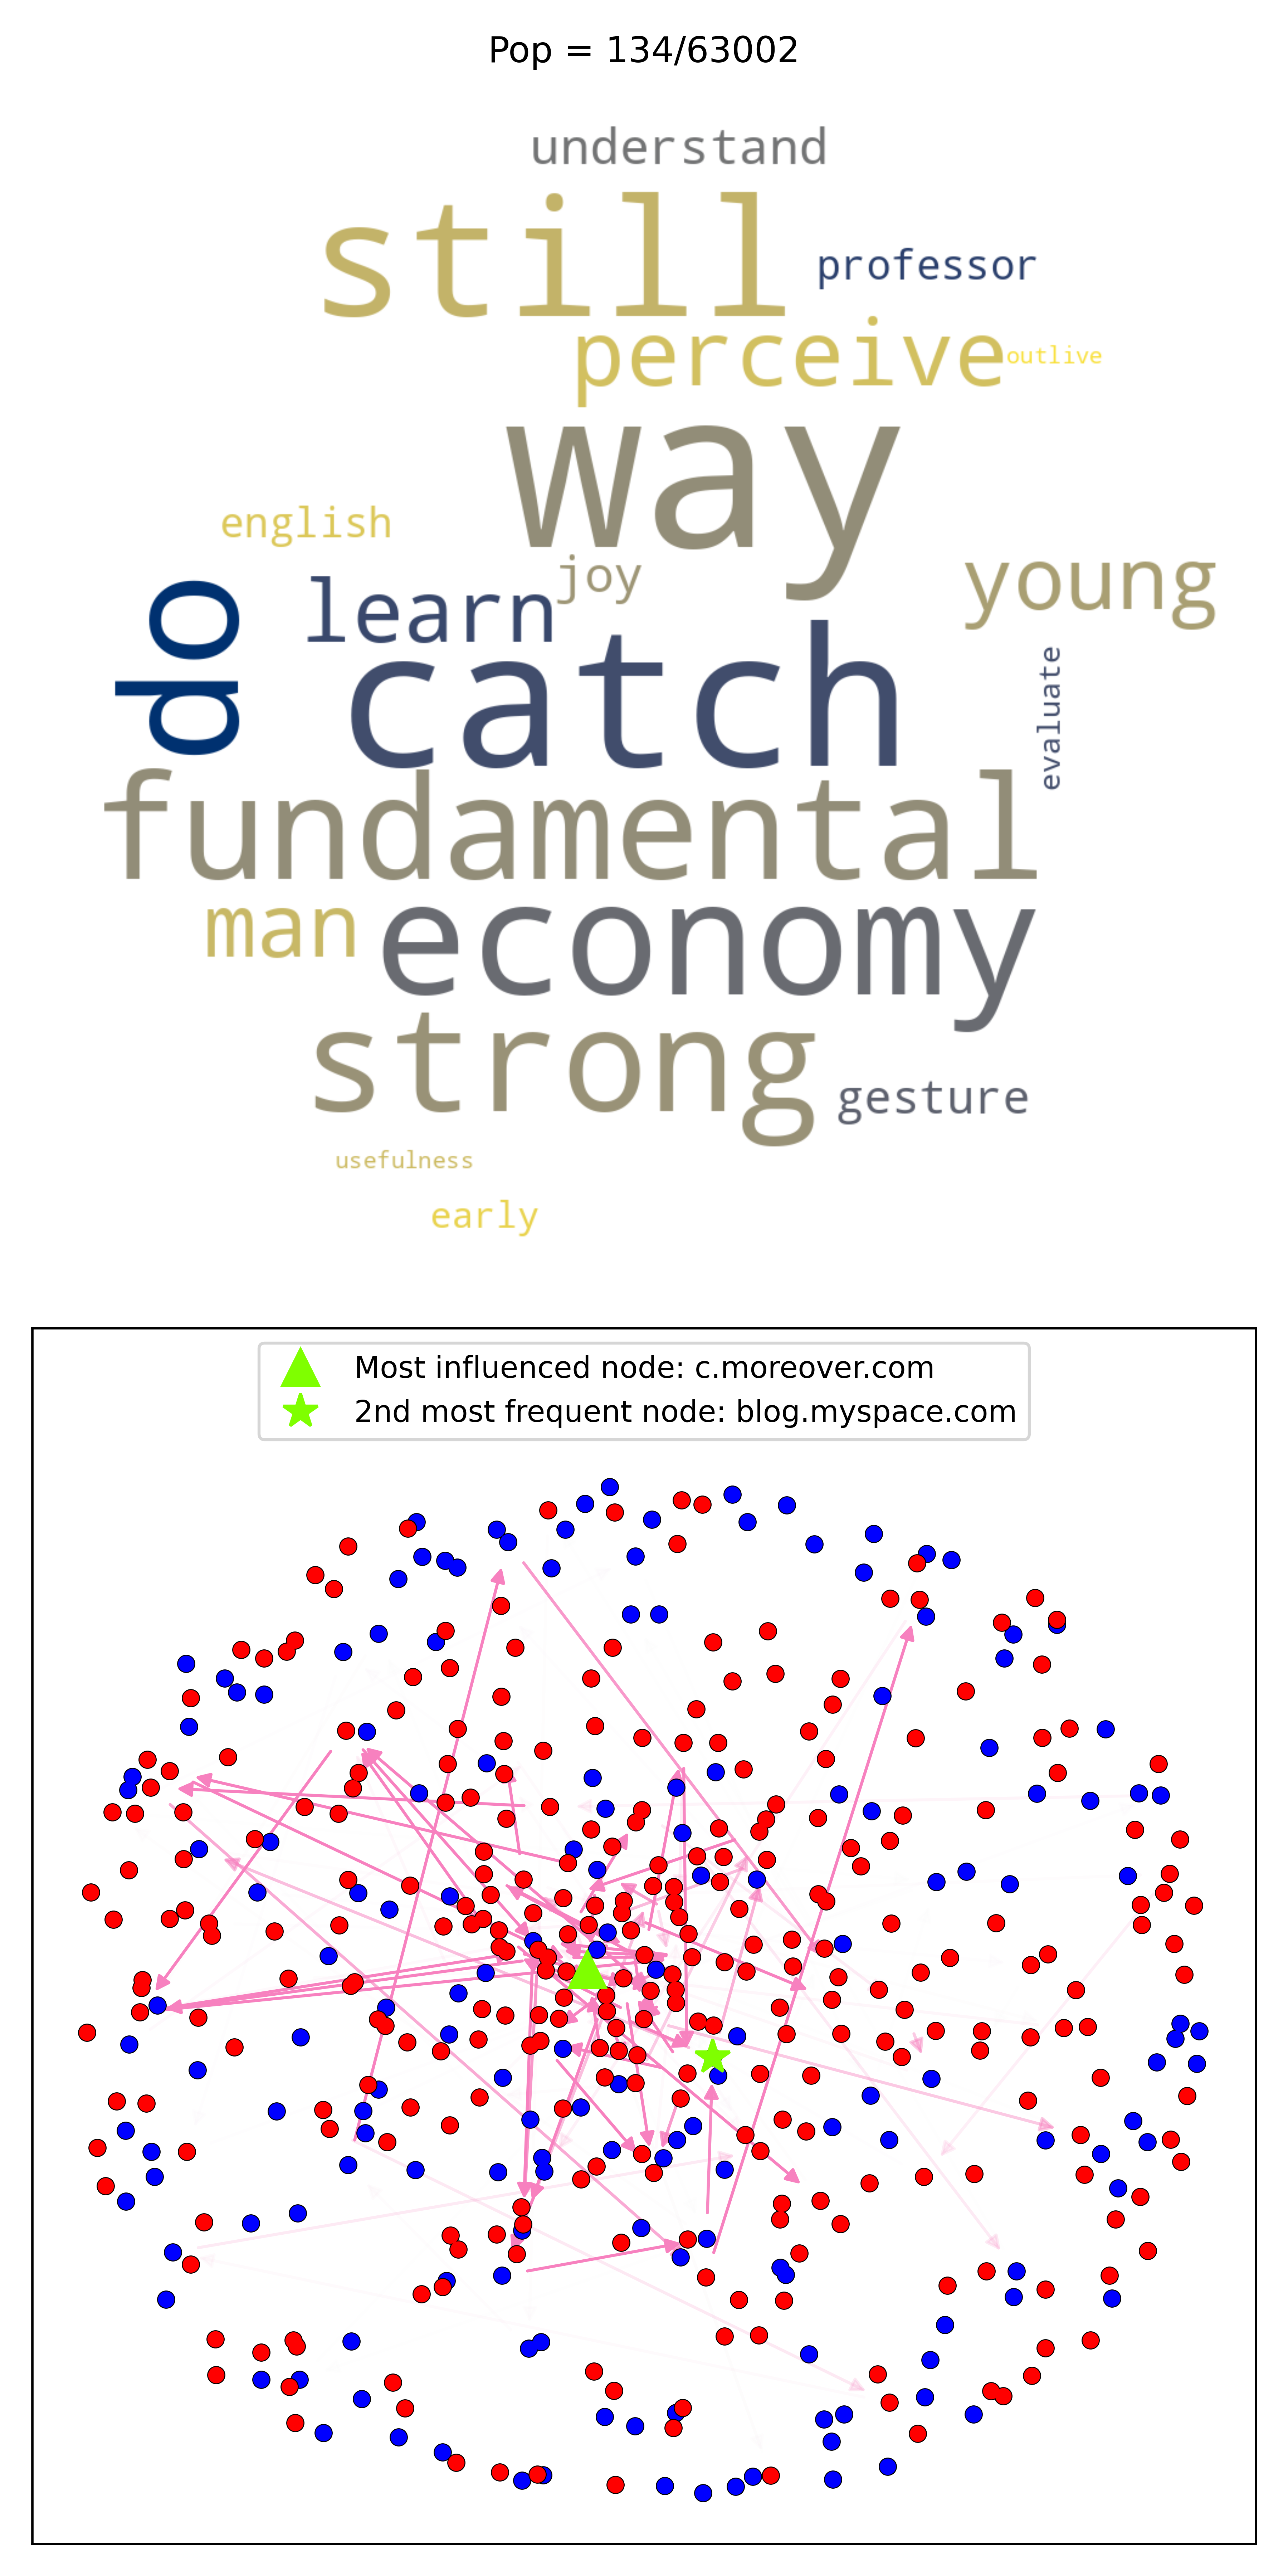 Pop = 134/63002
understand
still
professor
perceive
outlive
way
english
joy
young
learn
do
catch
evaluate
fundamental
man
economy
strong
gesture
usefulness
early
Most influenced node: c.moreover.com
2nd most frequent node: blog.myspace.com